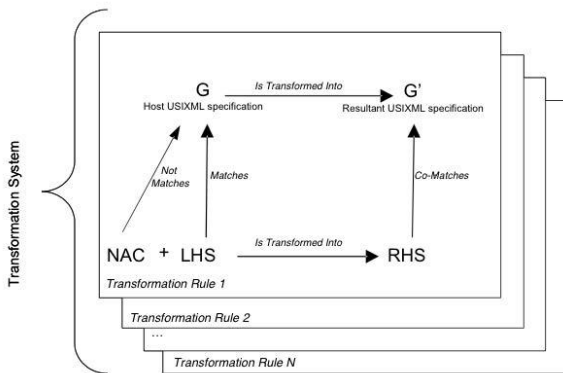 Transformation System
G
Is Transformed Into
G'
Host USIXML specification
Resultant USIXML specification
Not
Matches
Matches
Co-Matches
NAC + LHS
Is Transformed Into
RHS
Transformation Rule 1
Transformation Rule 2
...
Transformation Rule N